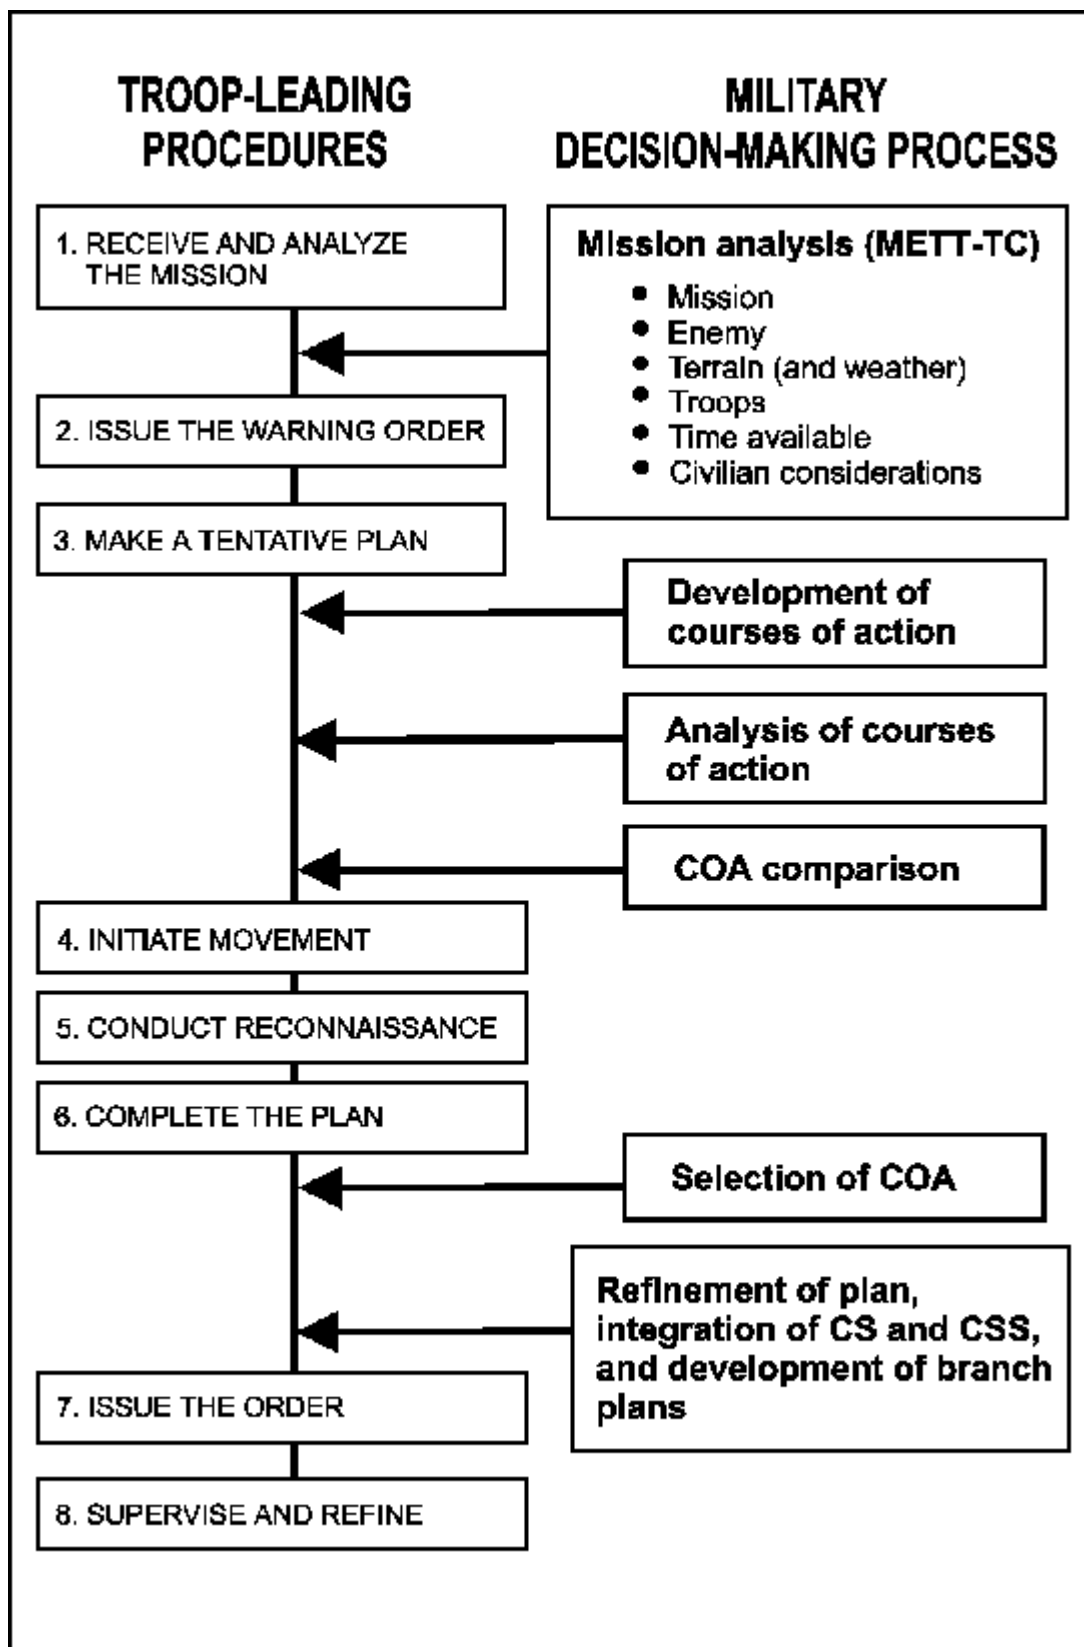 TROOP-LEADING
PROCEDURES
MILITARY
DECISION-MAKING PROCESS
1. RECEIVE AND ANALYZE
THE MISSION
Mission analysis (METT-TC)
• Mission
• Enemy
• Terrain (and weather)
• Troops
• Time available
• Civilian considerations
2. ISSUE THE WARNING ORDER
3. MAKE A TENTATIVE PLAN
Development of
courses of action
Analysis of courses
of action
COA comparison
4. INITIATE MOVEMENT
5. CONDUCT RECONNAISSANCE
6. COMPLETE THE PLAN
Selection of COA
Refinement of plan,
integration of CS and CSS,
and development of branch
plans
7. ISSUE THE ORDER
8. SUPERVISE AND REFINE